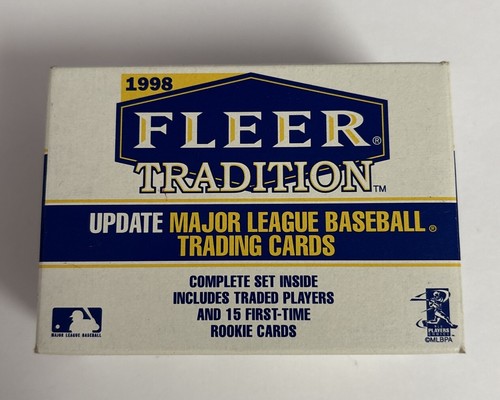 1998
FLEER®
TRADITION™
UPDATE MAJOR LEAGUE BASEBALL®
TRADING CARDS
COMPLETE SET INSIDE
INCLUDES TRADED PLAYERS
AND 15 FIRST-TIME
ROOKIE CARDS
MAJOR LEAGUE BASEBALL
PLAYERS
©MLBPA